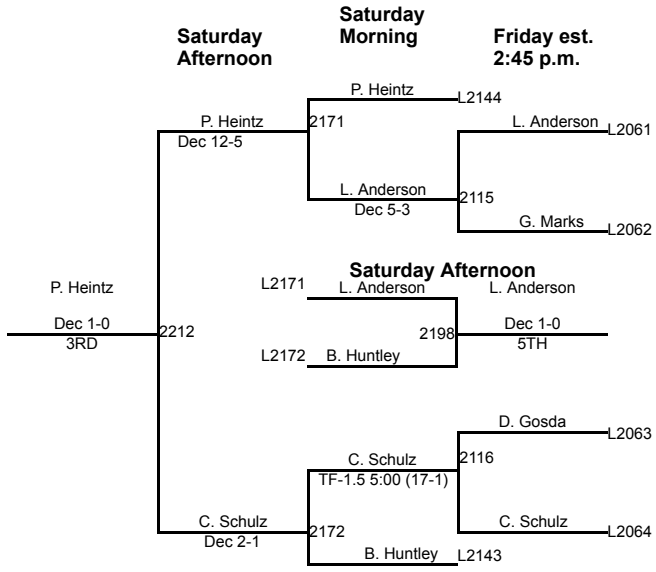 Saturday
Morning
Saturday
Afternoon
Friday est.
2:45 p.m.
P. Heintz
L2144
P. Heintz
2171
L. Anderson
L2061
Dec 12-5
L. Anderson
2115
Dec 5-3
G. Marks
L2062
Saturday Afternoon
L2171
L. Anderson
L. Anderson
P. Heintz
Dec 1-0
2212
2198
Dec 1-0
3RD
5TH
L2172
B. Huntley
D. Gosda
L2063
C. Schulz
2116
TF-1.5 5:00 (17-1)
C. Schulz
2172
C. Schulz
L2064
Dec 2-1
B. Huntley
L2143